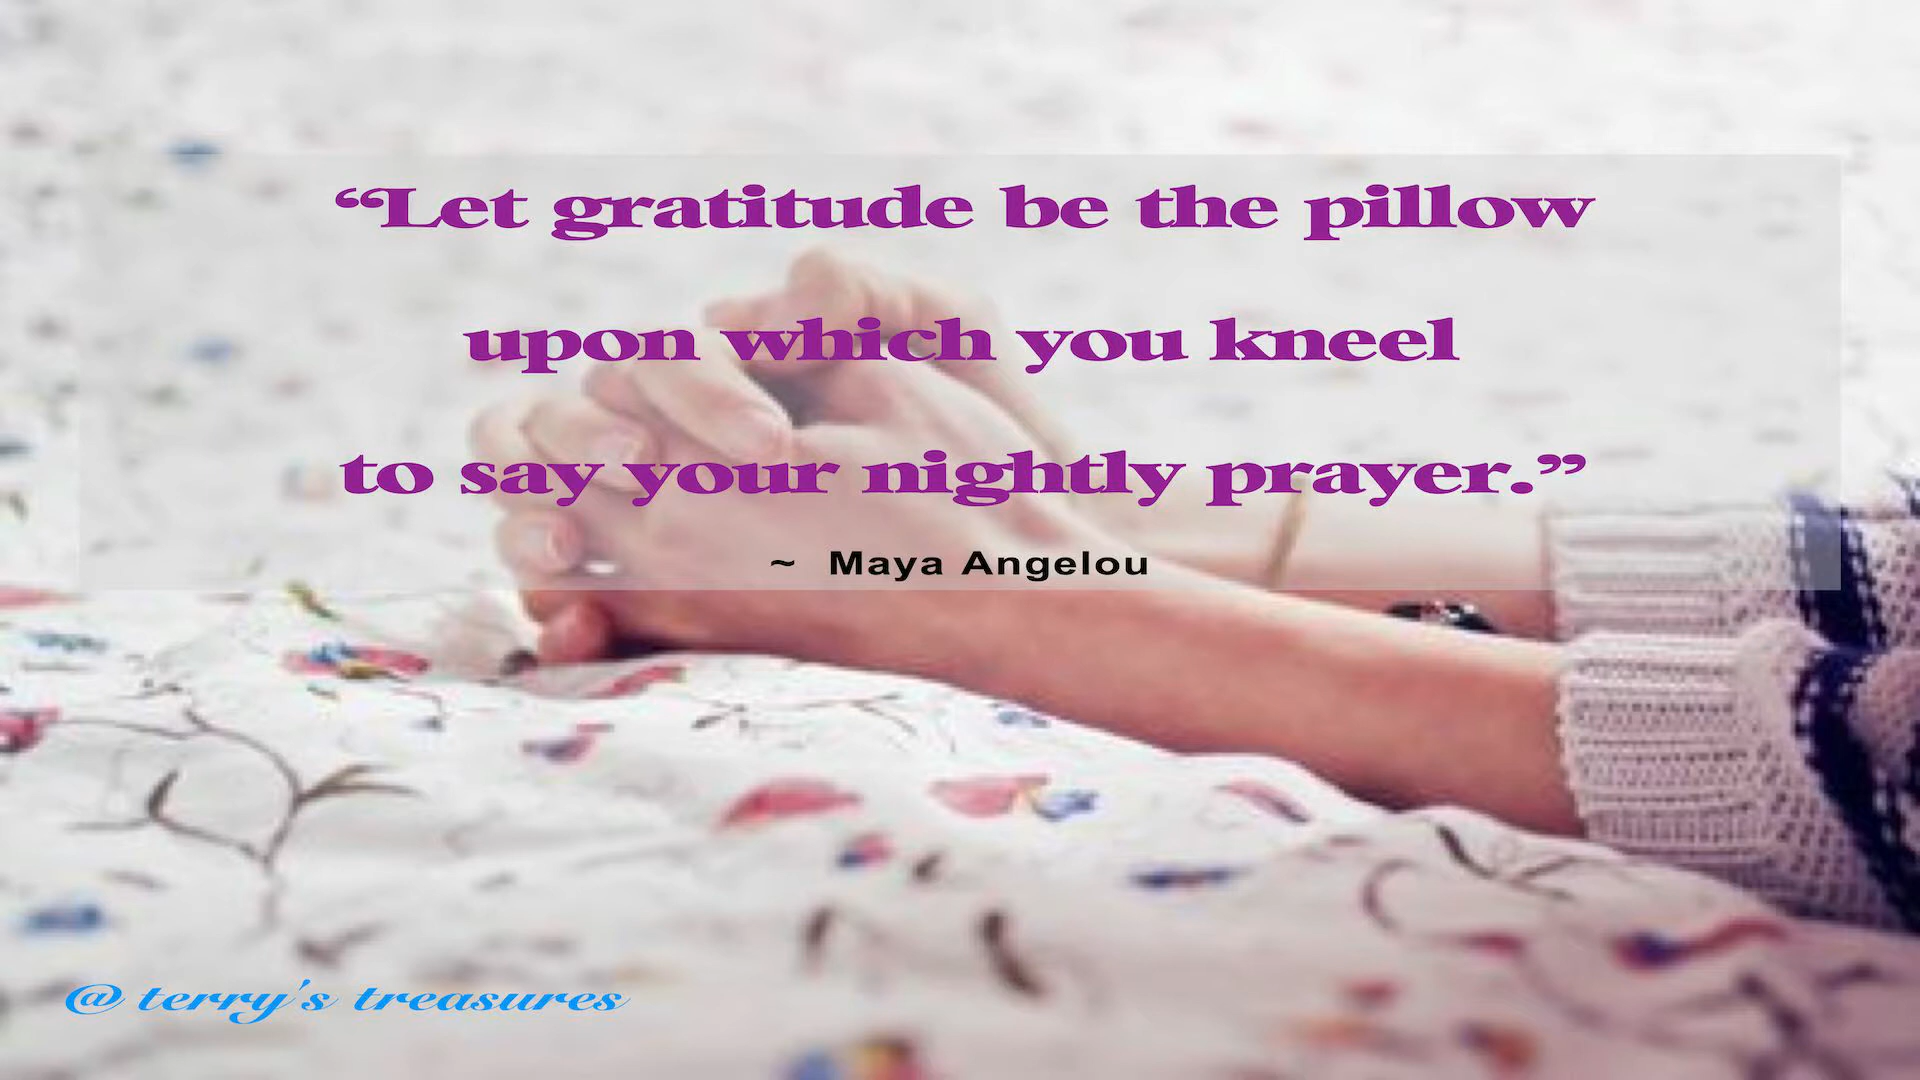 “Let gratitude be the pillow
upon which you kneel
to say your nightly prayer.”
~ Maya Angelou
@ terry's treasures